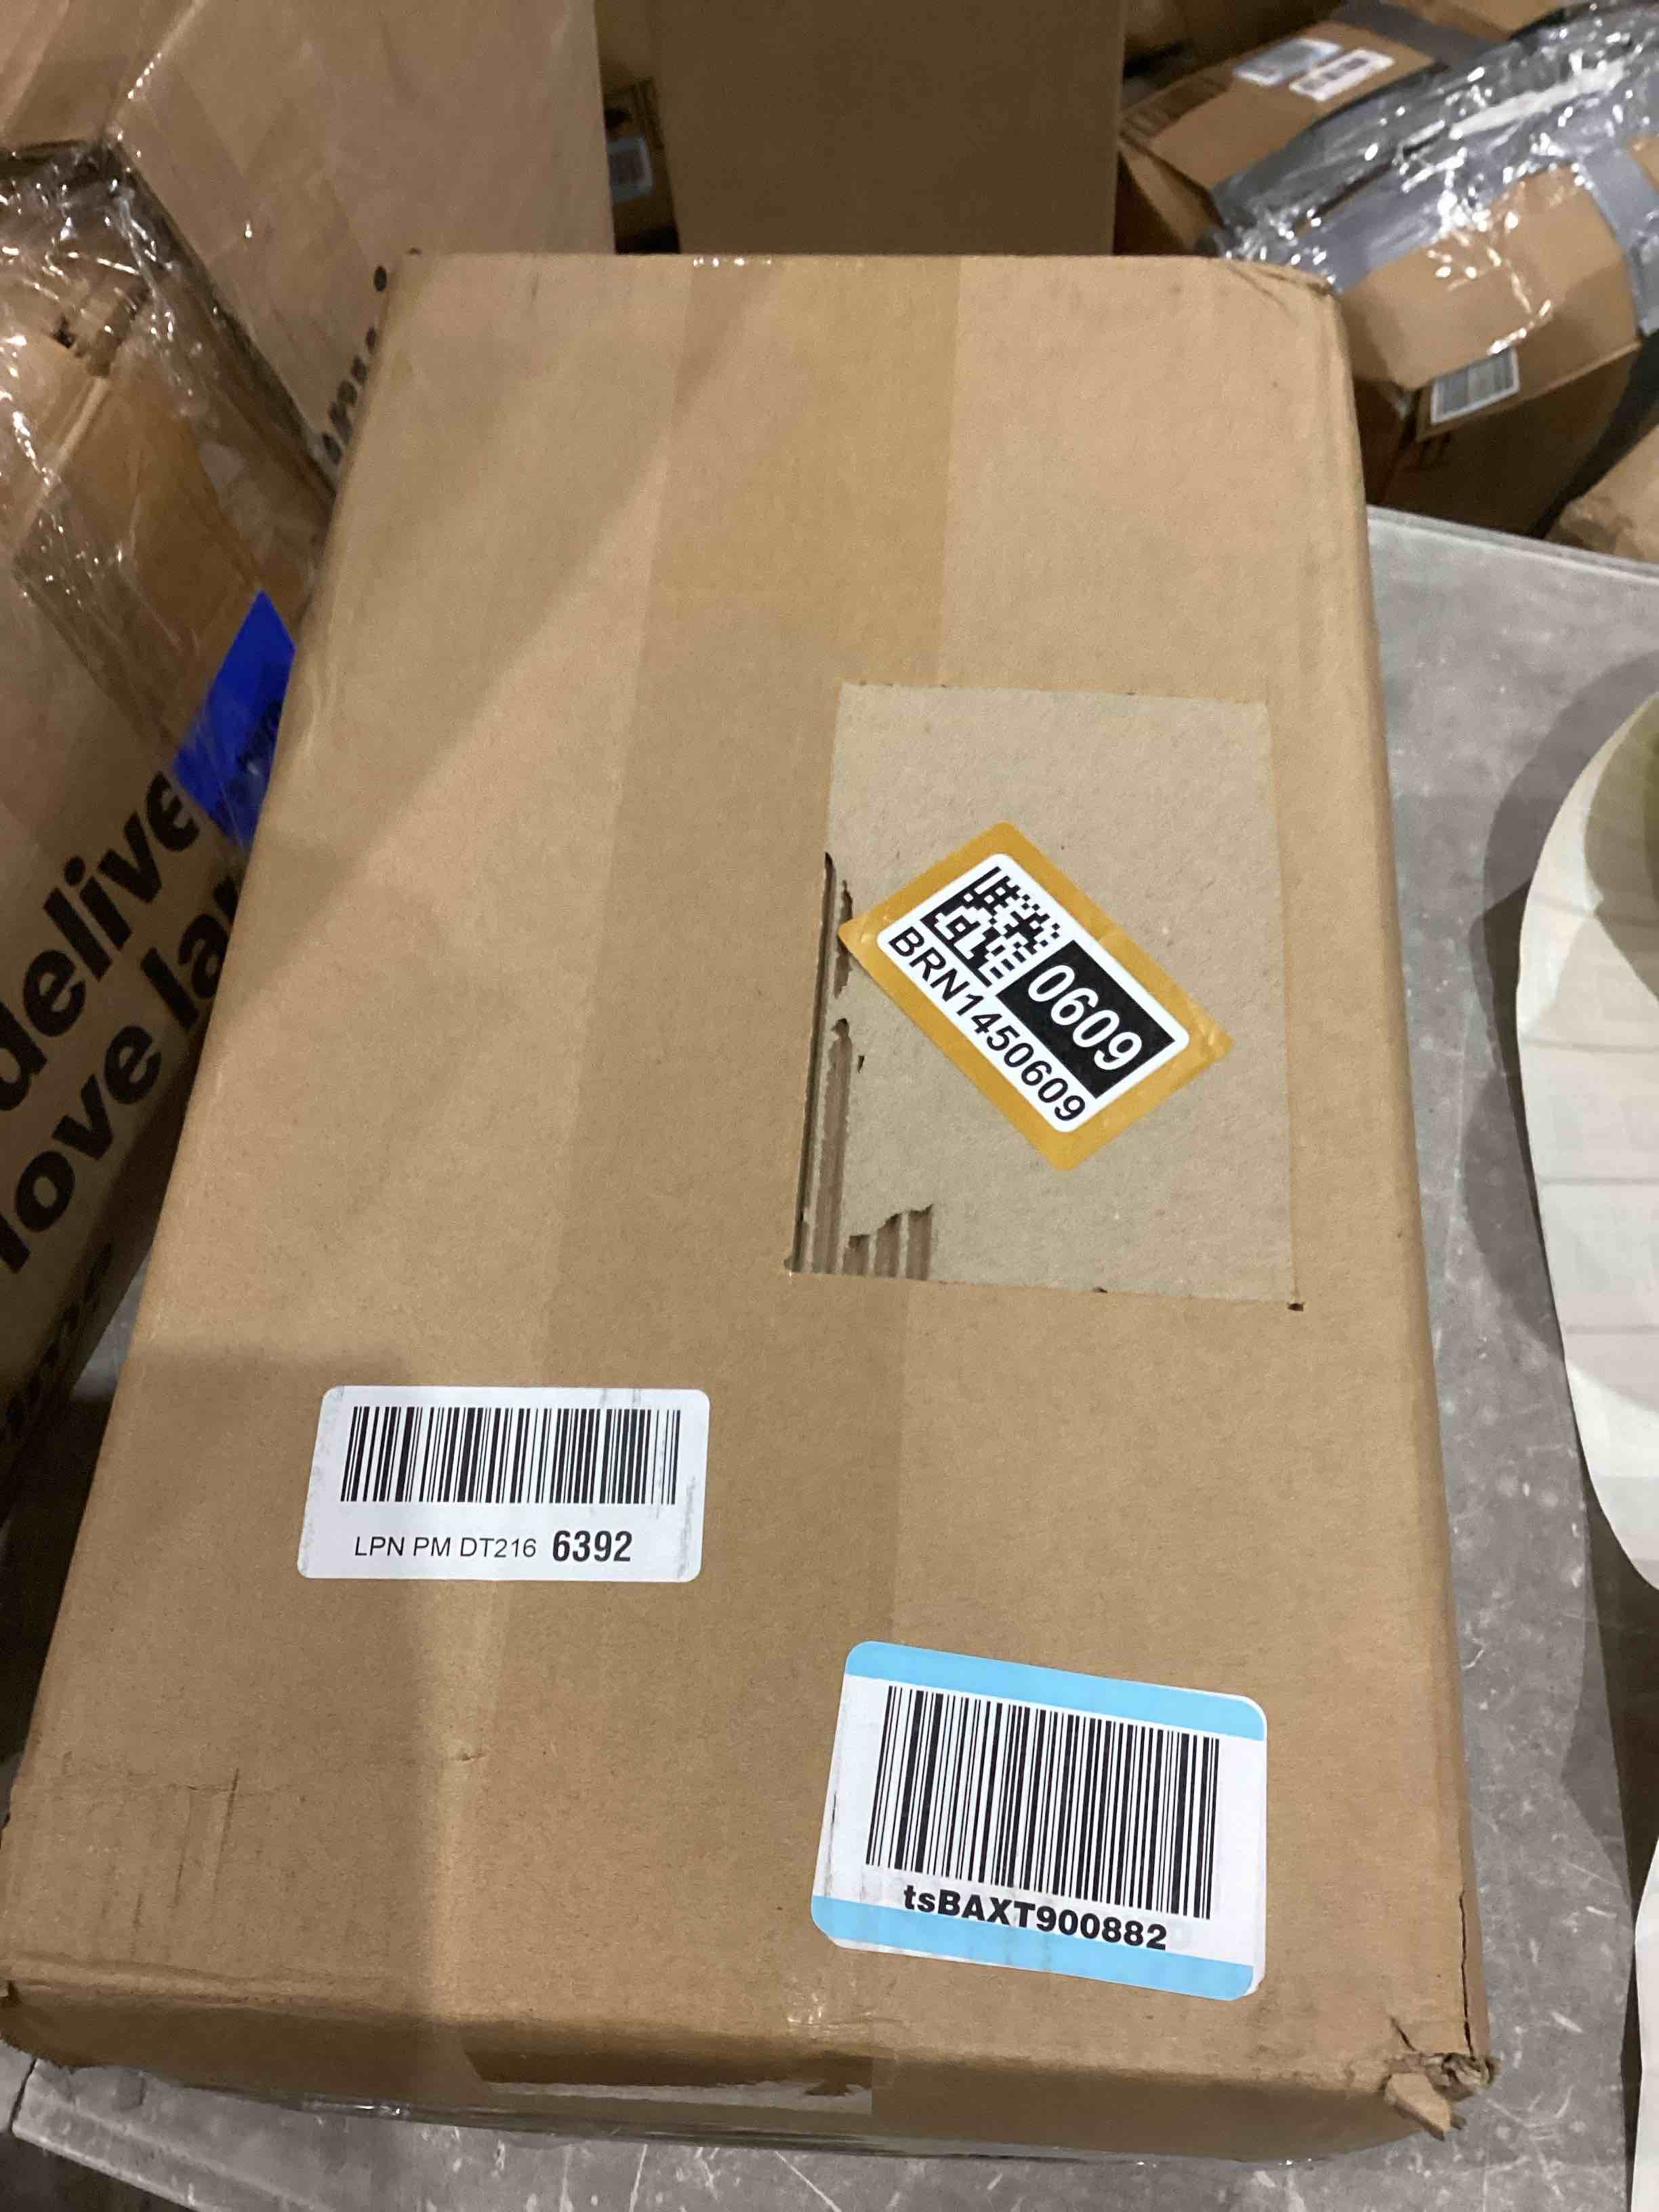 delive
love la
0609
BRN1450609
LPN PM DT216 6392
tsBAXT900882